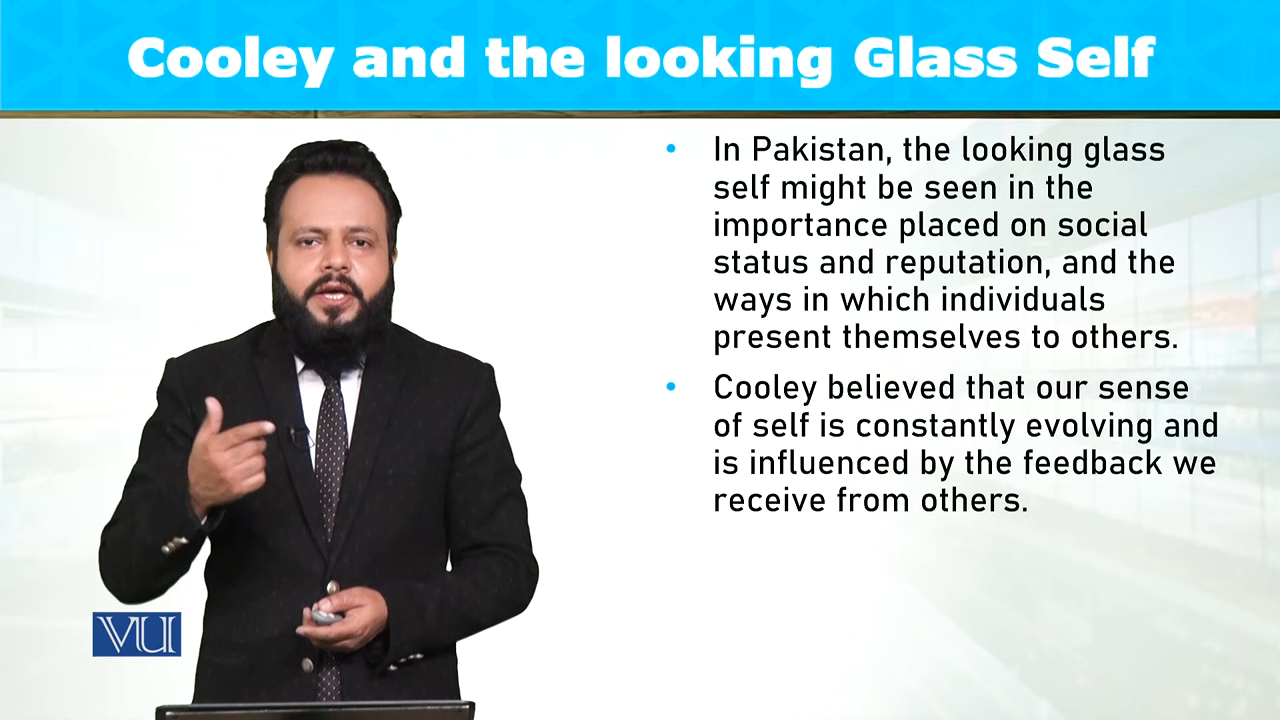 Cooley and the looking Glass Self
• In Pakistan, the looking glass
self might be seen in the
importance placed on social
status and reputation, and the
ways in which individuals
present themselves to others.
• Cooley believed that our sense
of self is constantly evolving and
is influenced by the feedback we
receive from others.
VU